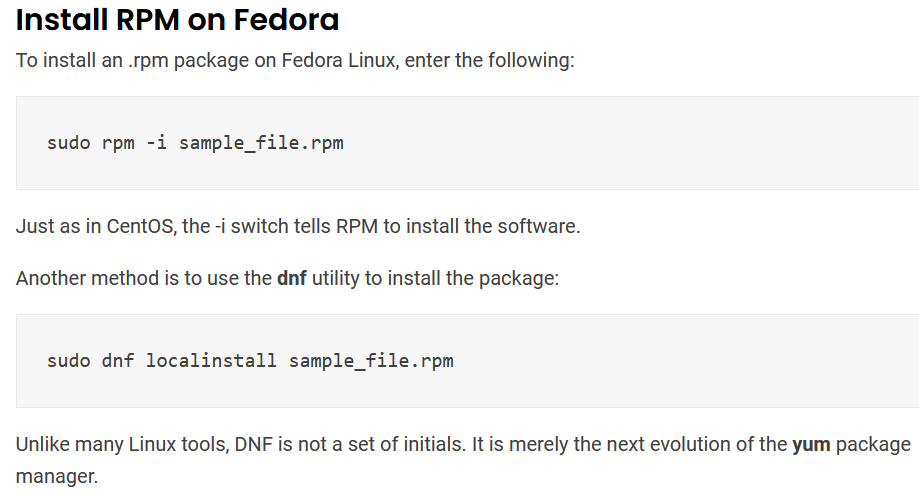 Install RPM on Fedora
To install an .rpm package on Fedora Linux, enter the following:
sudo rpm -i sample_file.rpm
Just as in CentOS, the -i switch tells RPM to install the software.
Another method is to use the dnf utility to install the package:
sudo dnf localinstall sample_file.rpm
Unlike many Linux tools, DNF is not a set of initials. It is merely the next evolution of the yum package
manager.